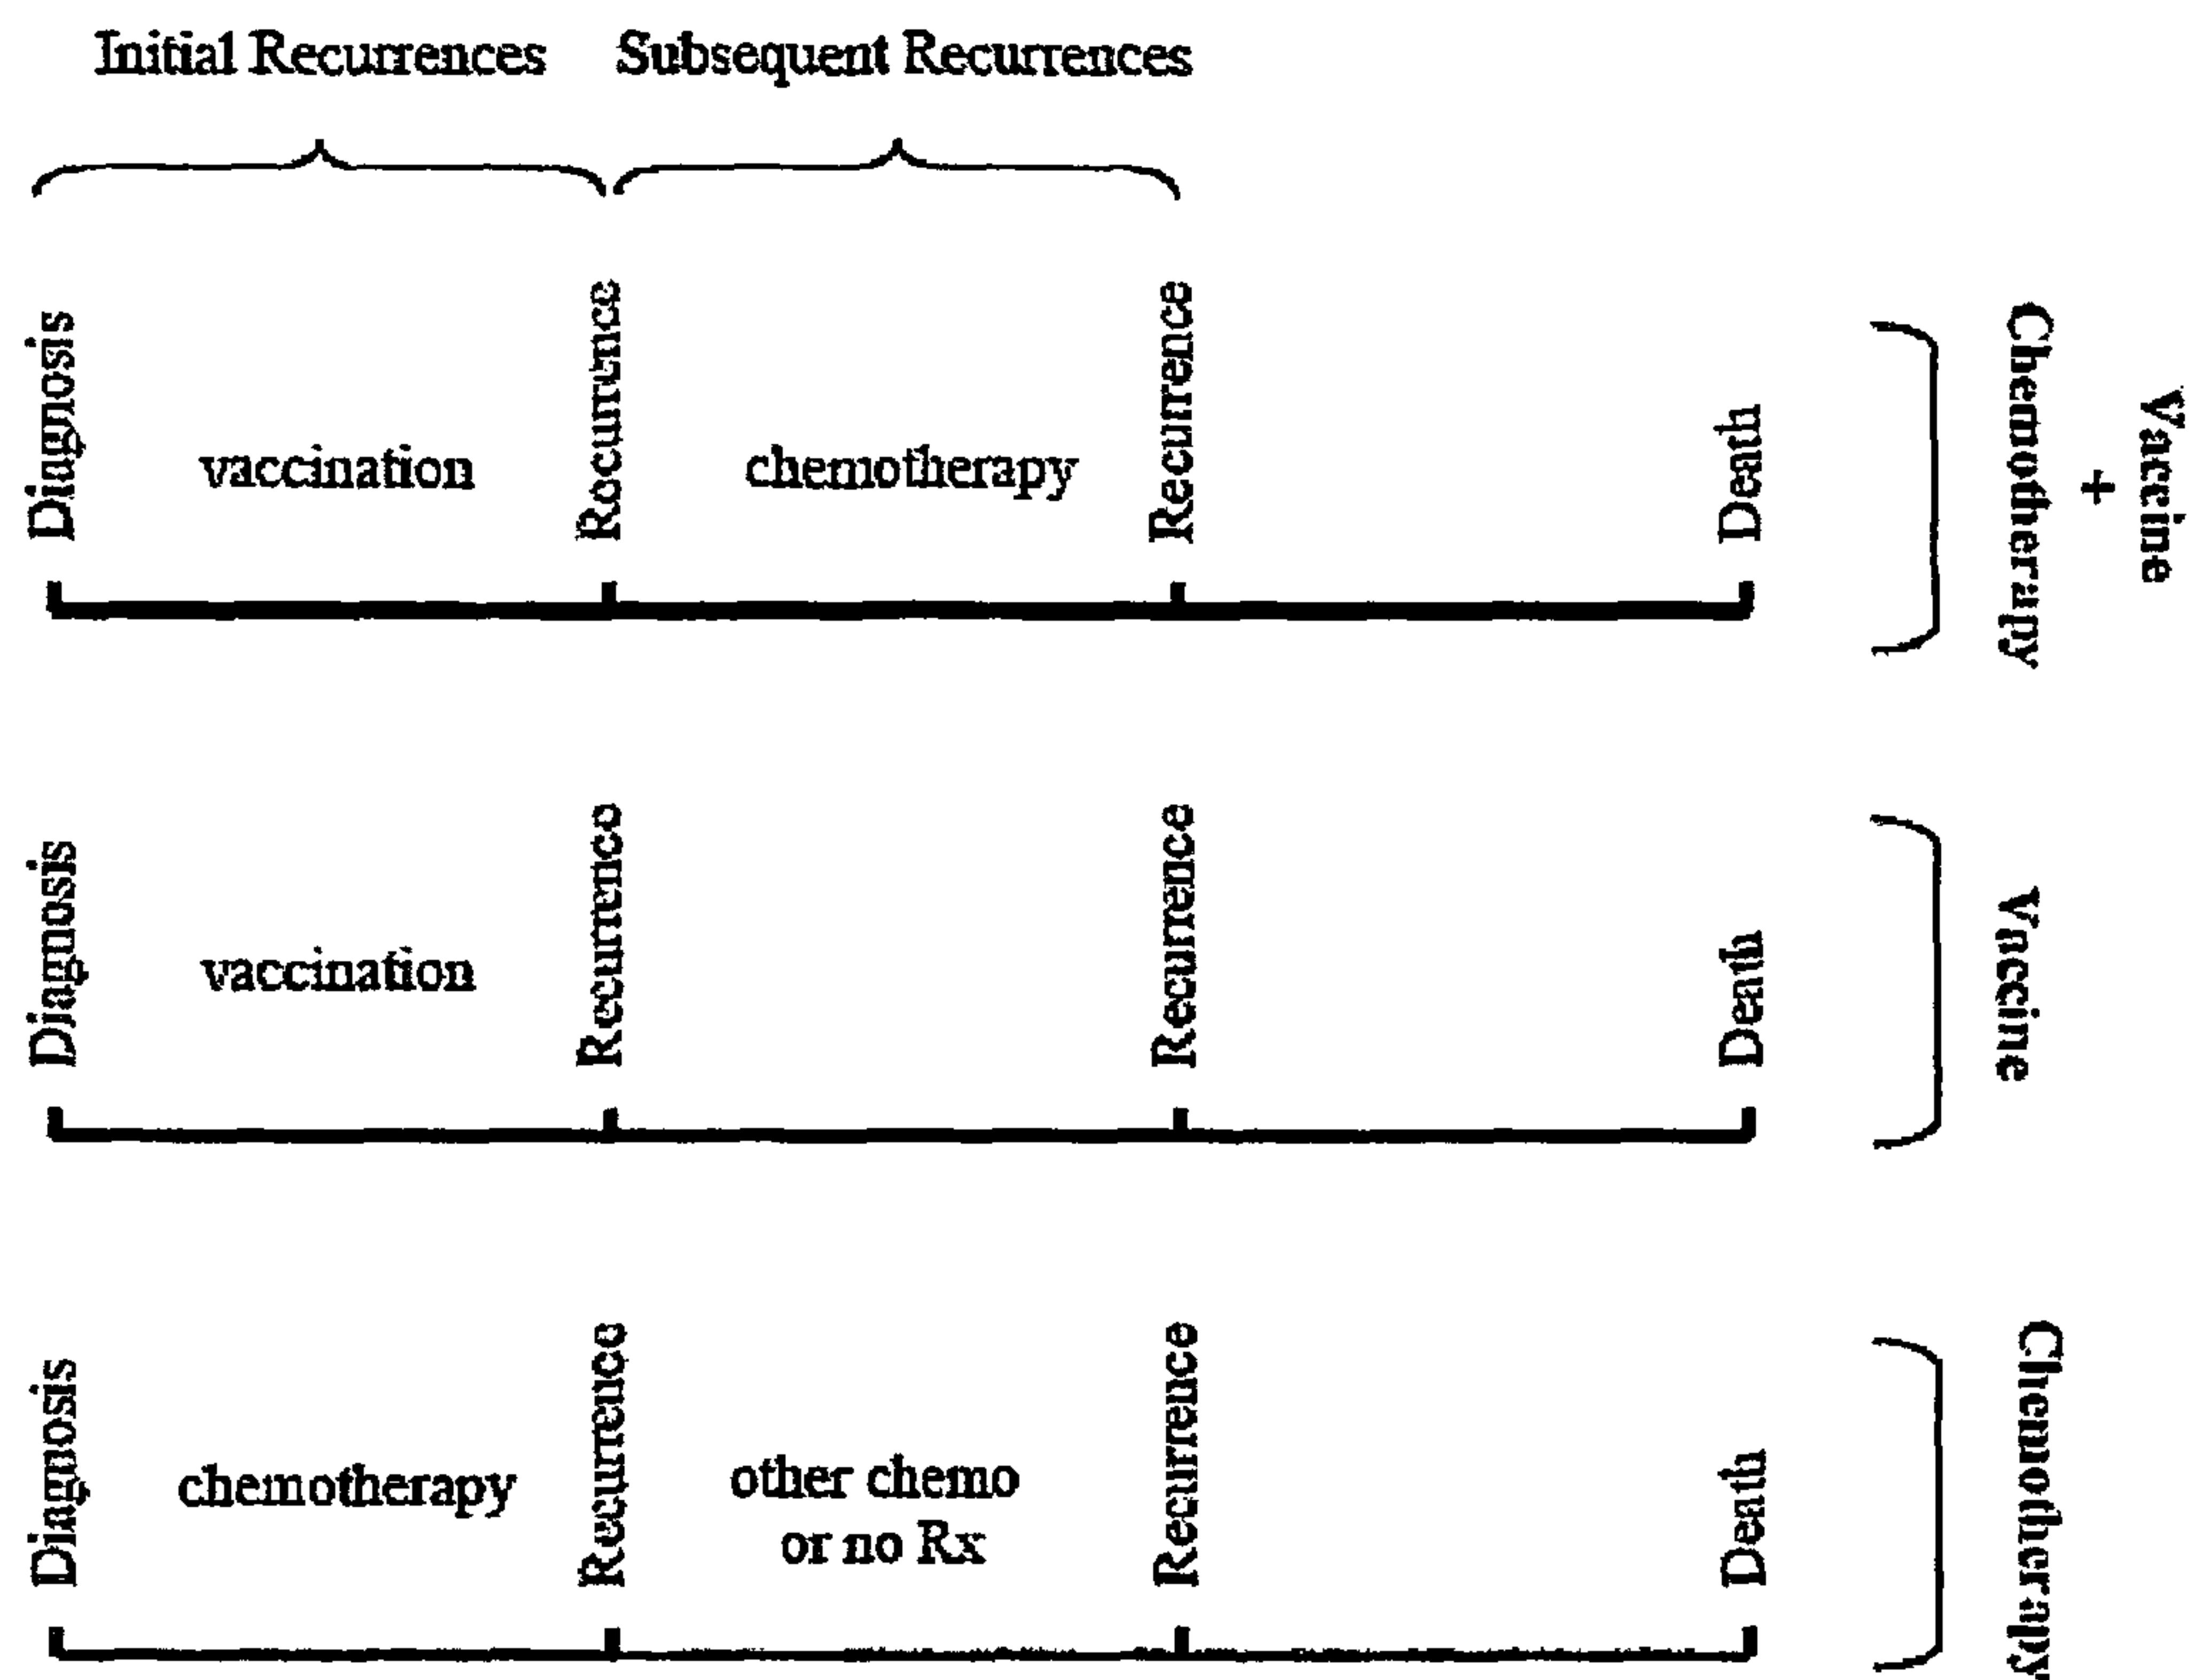 Initial Recurrences
Subsequent Recurrences
Diagnosis
vaccination
Recurrence
chemotherapy
Recurrence
Death
Vaccine
+
Chemotherapy
Diagnosis
vaccination
Recurrence
Recurrence
Death
Vaccine
Diagnosis
chemotherapy
Recurrence
other chemo
or no Rx
Recurrence
Death
Chemotherapy